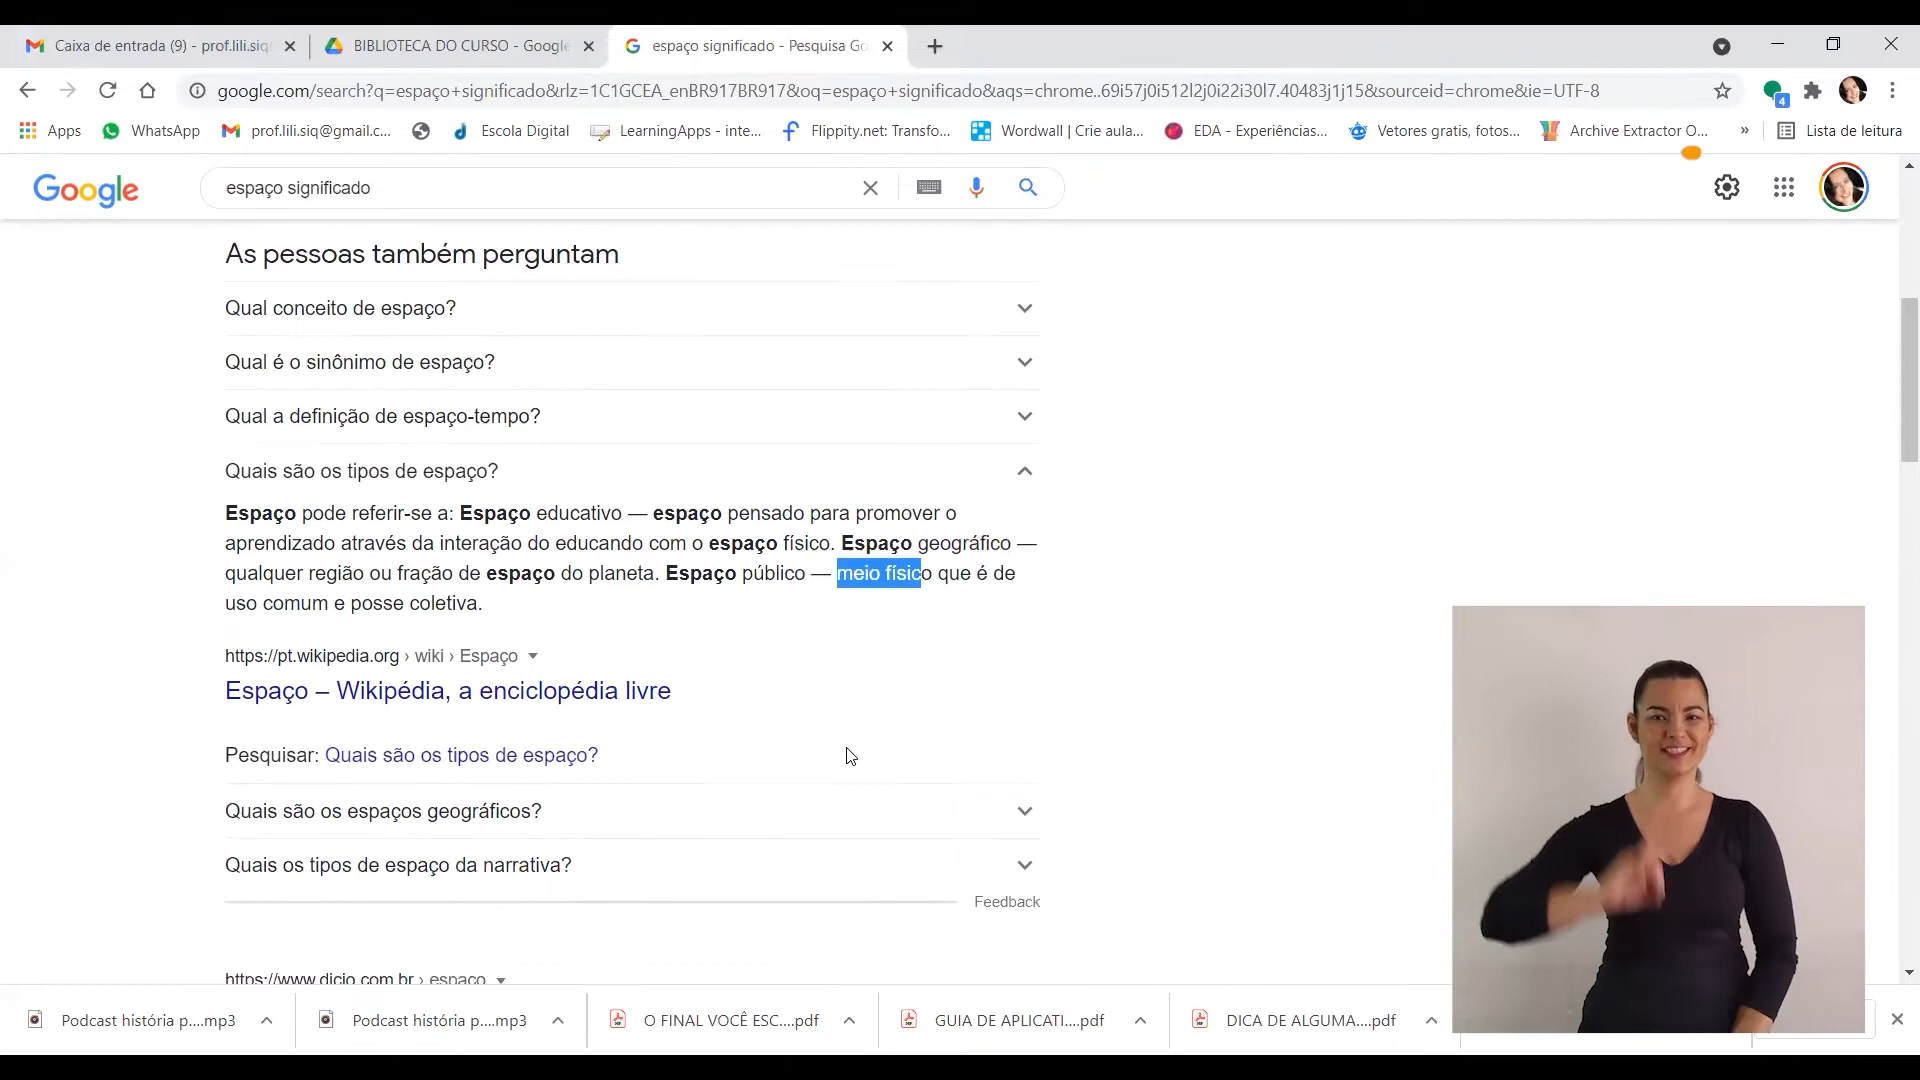 Caixa de entrada (9) - prof.lili.siq
BIBLIOTECA DO CURSO - Google
espaço significado - Pesquisa Go
google.com/search?q=espaço+significado&rlz=1C1GCEA_enBR917BR917&oq=espaço+significado&aqs=chrome..69i57j0i512l2j0i22i30l7.40483j1j15&sourceid=chrome&ie=UTF-8
4
Apps WhatsApp prof.lili.siq@gmail.c... Escola Digital LearningApps - inte... Flippity.net: Transfo... Wordwall | Crie aula... EDA - Experiências... Vetores gratis, fotos... Archive Extractor O... » Lista de leitura
Google
espaço significado
As pessoas também perguntam
Qual conceito de espaço?
Qual é o sinônimo de espaço?
Qual a definição de espaço-tempo?
Quais são os tipos de espaço?
Espaço pode referir-se a: Espaço educativo — espaço pensado para promover o
aprendizado através da interação do educando com o espaço físico. Espaço geográfico —
qualquer região ou fração de espaço do planeta. Espaço público — meio físico que é de
uso comum e posse coletiva.
https://pt.wikipedia.org › wiki › Espaço
Espaço – Wikipédia, a enciclopédia livre
Pesquisar: Quais são os tipos de espaço?
Quais são os espaços geográficos?
Quais os tipos de espaço da narrativa?
Feedback
https://www.dicio.com.br › espaco
Podcast história p....mp3
Podcast história p....mp3
O FINAL VOCÊ ESC....pdf
GUIA DE APLICATI....pdf
DICA DE ALGUMA....pdf